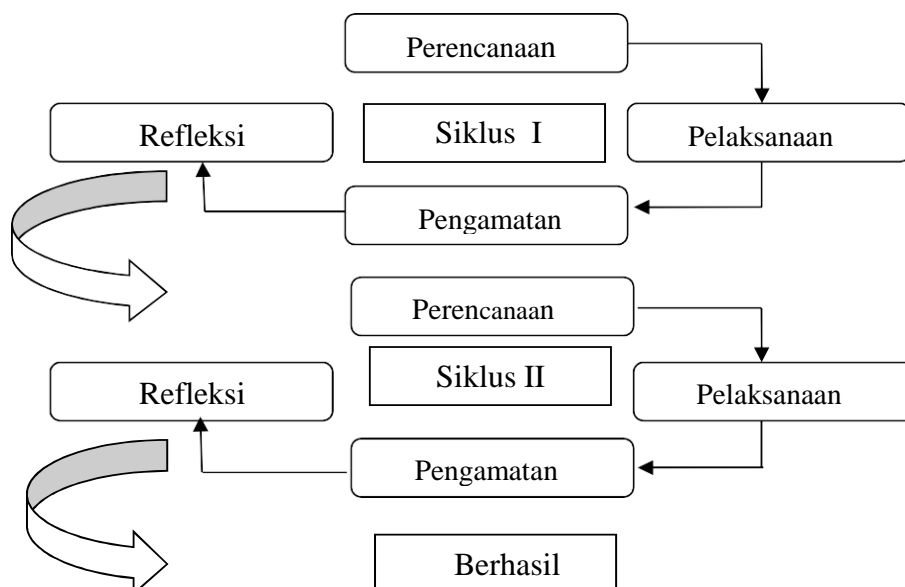 Perencanaan
Refleksi
Siklus I
Pelaksanaan
Pengamatan
Perencanaan
Siklus II
Refleksi
Pelaksanaan
Pengamatan
Berhasil